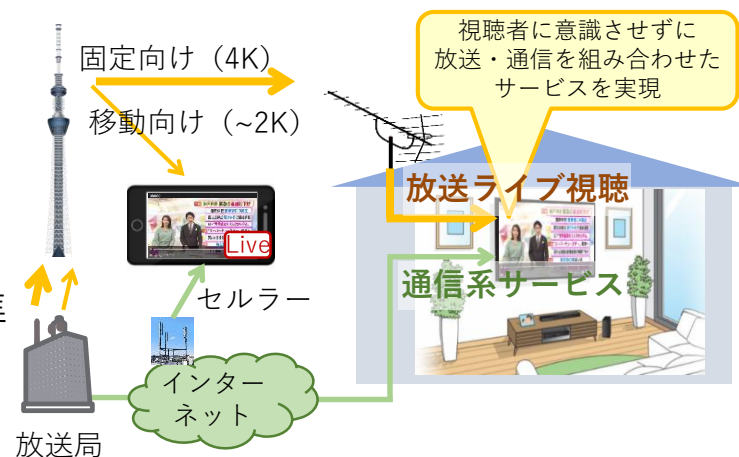 視聴者に意識させずに
放送・通信を組み合わせた
サービスを実現
固定向け（4K）
移動向け（~2K）
放送ライブ視聴
Live
通信系サービス
セルラー
インター
ネット
放送局